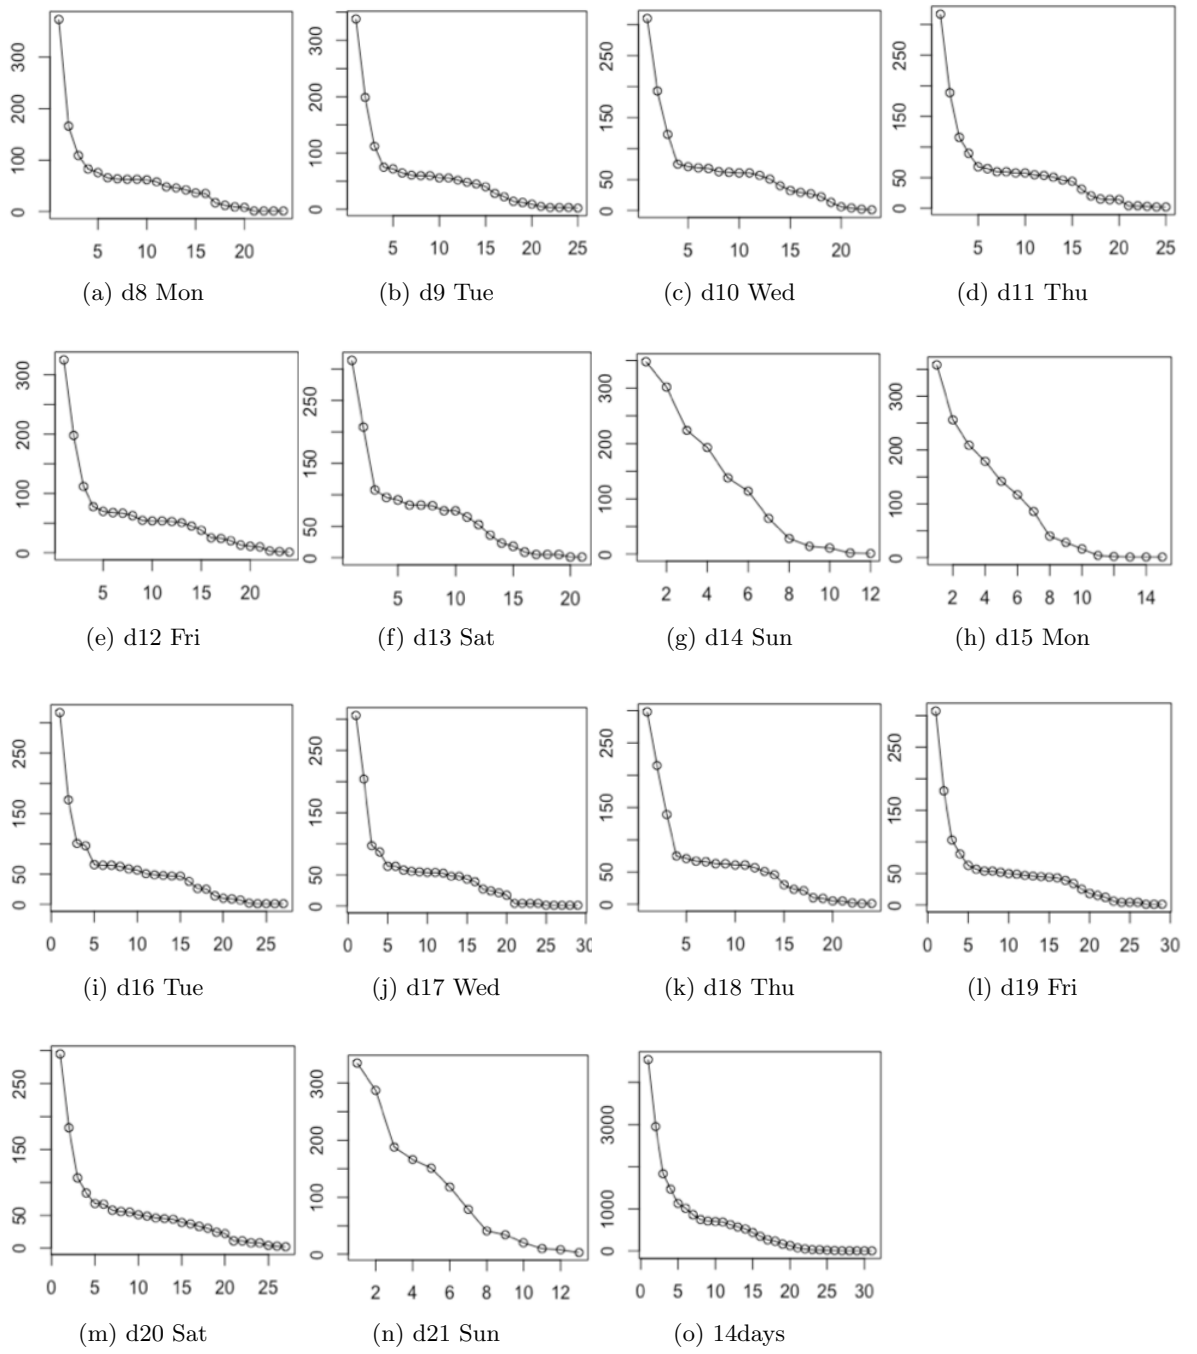 0 100 200 300
5 10 15 20
(a) d8 Mon
0 100 200 300
5 10 15 20 25
(b) d9 Tue
0 50 150 250
5 10 15 20
(c) d10 Wed
0 50 150 250
5 10 15 20 25
(d) d11 Thu
0 100 200 300
5 10 15 20
(e) d12 Fri
0 50 150 250
5 10 15 20
(f) d13 Sat
0 100 200 300
2 4 6 8 10 12
(g) d14 Sun
0 100 200 300
2 4 6 8 10 14
(h) d15 Mon
0 50 150 250
0 5 10 15 20 25
(i) d16 Tue
0 50 150 250
0 5 10 15 20 25 30
(j) d17 Wed
0 50 150 250
5 10 15 20
(k) d18 Thu
0 50 150 250
0 5 10 15 20 25 30
(l) d19 Fri
0 50 150 250
0 5 10 15 20 25
(m) d20 Sat
0 100 200 300
2 4 6 8 10 12
(n) d21 Sun
0 1000 3000
0 5 10 15 20 25 30
(o) 14days